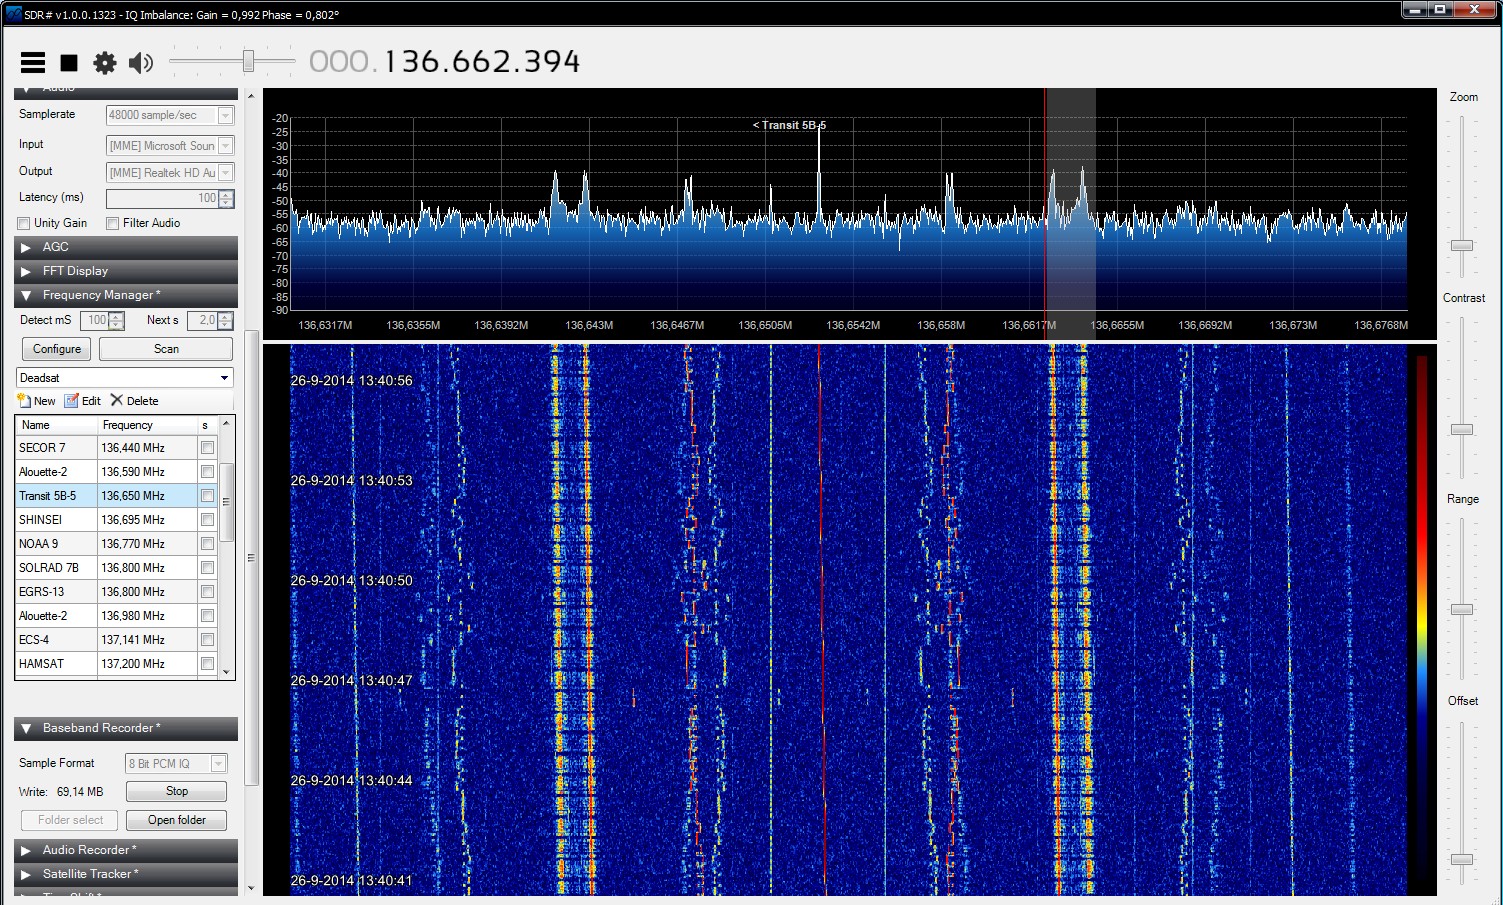 SDR# v1.0.0.1323 - IQ Imbalance: Gain = 0,992 Phase = 0,802°
000.136.662.394
Audio
Samplerate 48000 sample/sec
Input [MME] Microsoft Soun
Output [MME] Realtek HD Au
Latency (ms) 100
Unity Gain Filter Audio
AGC
FFT Display
Frequency Manager *
Detect mS 100 Next s 2,0
Configure Scan
Deadsat
New Edit Delete
Name Frequency s
SECOR 7 136,440 MHz
Alouette-2 136,590 MHz
Transit 5B-5 136,650 MHz
SHINSEI 136,695 MHz
NOAA 9 136,770 MHz
SOLRAD 7B 136,800 MHz
EGRS-13 136,800 MHz
Alouette-2 136,980 MHz
ECS-4 137,141 MHz
HAMSAT 137,200 MHz
Baseband Recorder *
Sample Format 8 Bit PCM IQ
Write: 69,14 MB Stop
Folder select Open folder
Audio Recorder *
Satellite Tracker *
< Transit 5B-5
-20
-25
-30
-35
-40
-45
-50
-55
-60
-65
-70
-75
-80
-85
-90
136,6317M 136,6355M 136,6392M 136,643M 136,6467M 136,6505M 136,6542M 136,658M 136,6617M 136,6655M 136,6692M 136,673M 136,6768M
26-9-2014 13:40:56
26-9-2014 13:40:53
26-9-2014 13:40:50
26-9-2014 13:40:47
26-9-2014 13:40:44
26-9-2014 13:40:41
Zoom
Contrast
Range
Offset